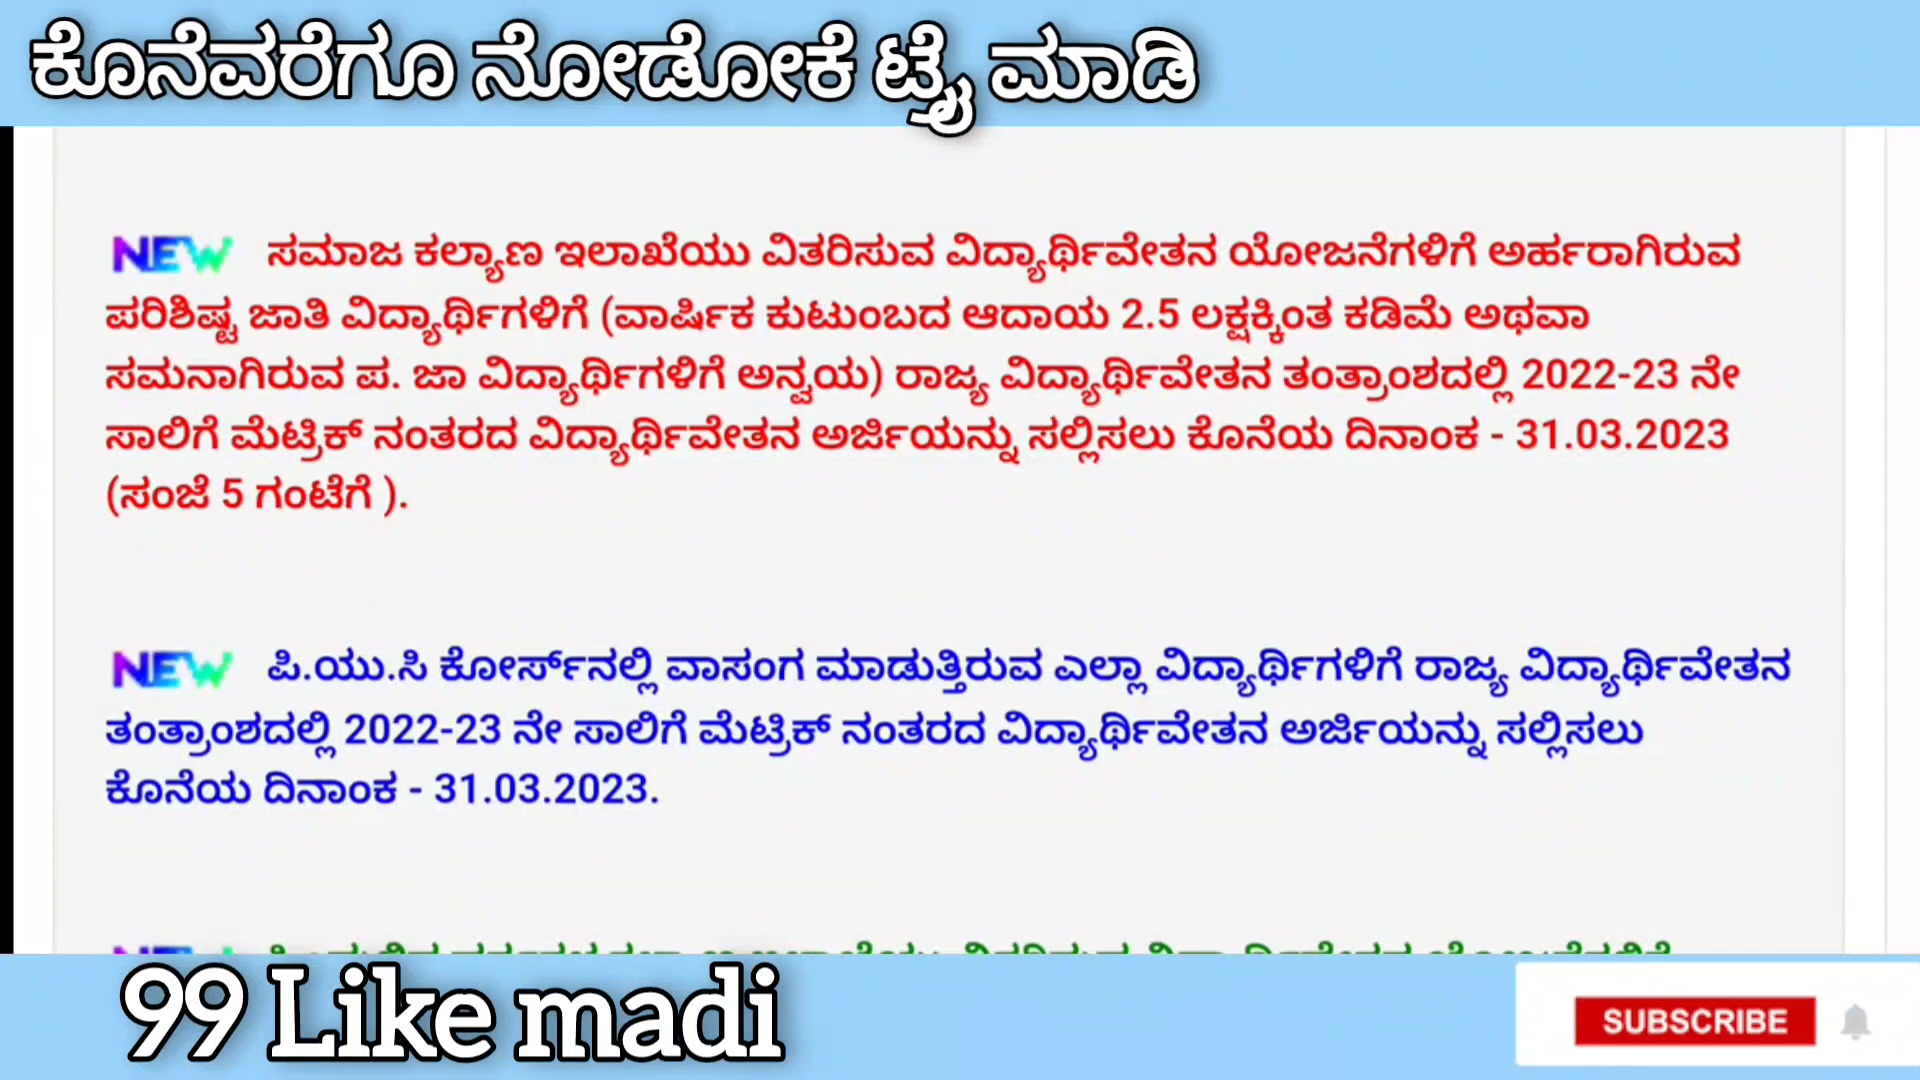 ಕೊನೆವರೆಗೂ ನೋಡೋಕೆ ಟ್ರೈ ಮಾಡಿ
NEW ಸಮಾಜ ಕಲ್ಯಾಣ ಇಲಾಖೆಯು ವಿತರಿಸುವ ವಿದ್ಯಾರ್ಥಿವೇತನ ಯೋಜನೆಗಳಿಗೆ ಅರ್ಹರಾಗಿರುವ
ಪರಿಶಿಷ್ಟ ಜಾತಿ ವಿದ್ಯಾರ್ಥಿಗಳಿಗೆ (ವಾರ್ಷಿಕ ಕುಟುಂಬದ ಆದಾಯ 2.5 ಲಕ್ಷಕ್ಕಿಂತ ಕಡಿಮೆ ಅಥವಾ
ಸಮನಾಗಿರುವ ಪ. ಜಾ ವಿದ್ಯಾರ್ಥಿಗಳಿಗೆ ಅನ್ವಯ) ರಾಜ್ಯ ವಿದ್ಯಾರ್ಥಿವೇತನ ತಂತ್ರಾಂಶದಲ್ಲಿ 2022-23 ನೇ
ಸಾಲಿಗೆ ಮೆಟ್ರಿಕ್ ನಂತರದ ವಿದ್ಯಾರ್ಥಿವೇತನ ಅರ್ಜಿಯನ್ನು ಸಲ್ಲಿಸಲು ಕೊನೆಯ ದಿನಾಂಕ - 31.03.2023
(ಸಂಜೆ 5 ಗಂಟೆಗೆ ).
NEW ಪಿ.ಯು.ಸಿ ಕೋರ್ಸ್‌ನಲ್ಲಿ ವಾಸಂಗ ಮಾಡುತ್ತಿರುವ ಎಲ್ಲಾ ವಿದ್ಯಾರ್ಥಿಗಳಿಗೆ ರಾಜ್ಯ ವಿದ್ಯಾರ್ಥಿವೇತನ
ತಂತ್ರಾಂಶದಲ್ಲಿ 2022-23 ನೇ ಸಾಲಿಗೆ ಮೆಟ್ರಿಕ್ ನಂತರದ ವಿದ್ಯಾರ್ಥಿವೇತನ ಅರ್ಜಿಯನ್ನು ಸಲ್ಲಿಸಲು
ಕೊನೆಯ ದಿನಾಂಕ - 31.03.2023.
99 Like madi
SUBSCRIBE